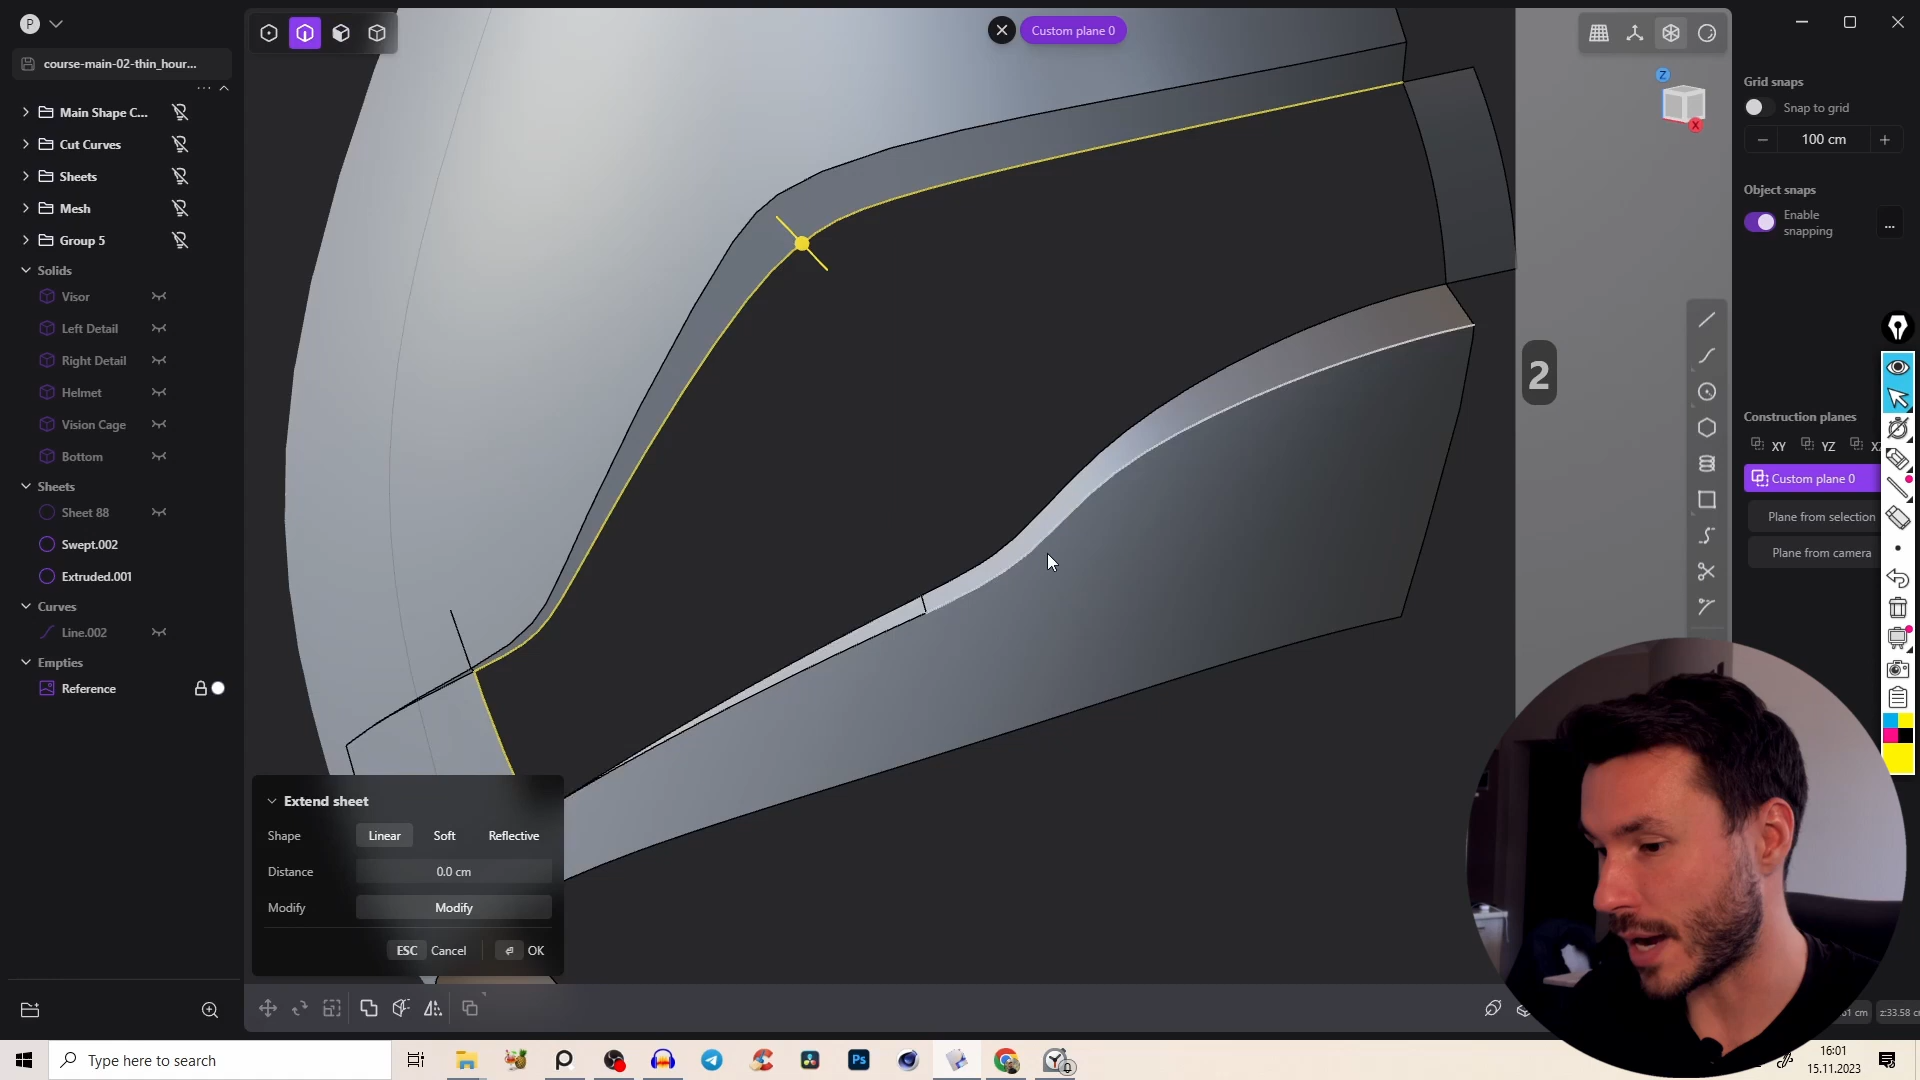 P
course-main-02-thin_hour...
Main Shape C...
Cut Curves
Sheets
Mesh
Group 5
Solids
Visor
Left Detail
Right Detail
Helmet
Vision Cage
Bottom
Sheets
Sheet 88
Swept.002
Extruded.001
Curves
Line.002
Empties
Reference
Custom plane 0
Z
X
2
Grid snaps
Snap to grid
100 cm
Object snaps
Enable
snapping
...
Construction planes
XY YZ
Custom plane 0
Plane from selection
Plane from camera
Extend sheet
Shape Linear Soft Reflective
Distance 0.0 cm
Modify Modify
ESC Cancel OK
z:33.58 cm
Type here to search
Ps
16:01
15.11.2023